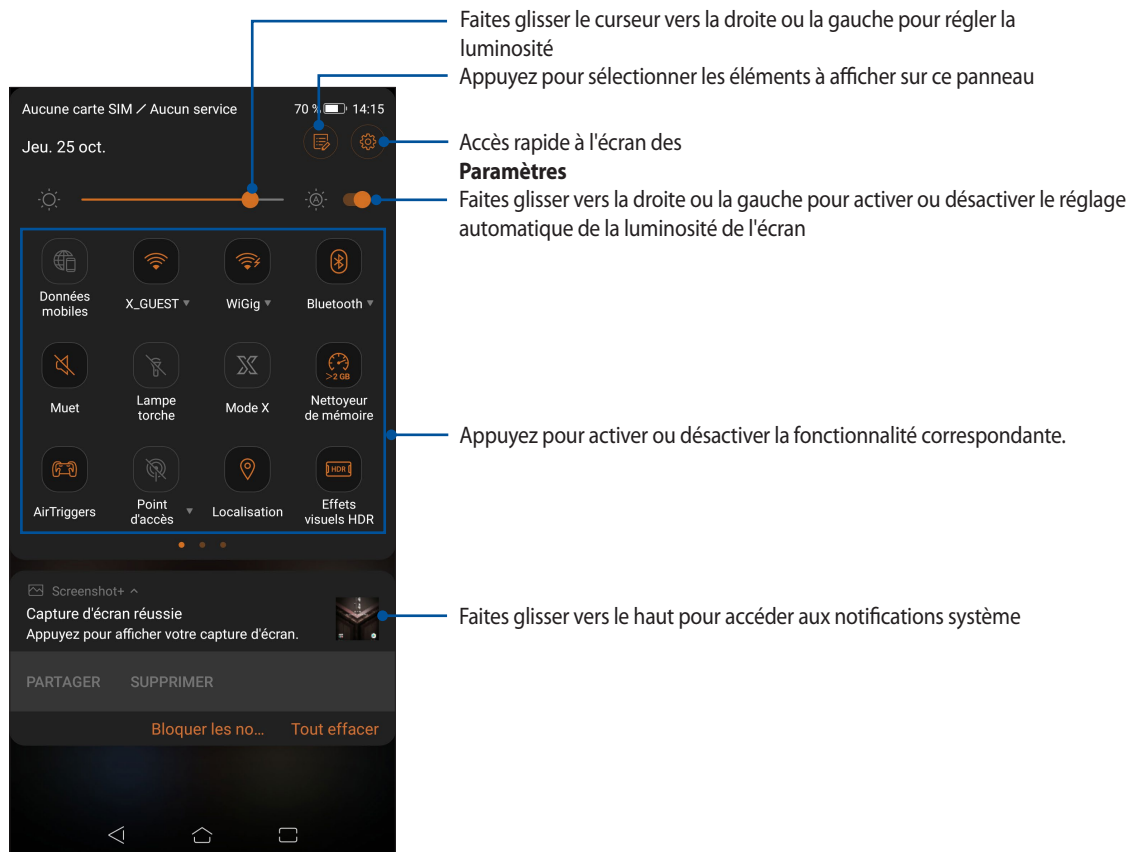 Faites glisser le curseur vers la droite ou la gauche pour régler la
luminosité
Appuyez pour sélectionner les éléments à afficher sur ce panneau
Accès rapide à l'écran des
Paramètres
Faites glisser vers la droite ou la gauche pour activer ou désactiver le réglage
automatique de la luminosité de l'écran
Aucune carte SIM / Aucun service 70 % 14:15
Jeu. 25 oct.
A
Données
mobiles
X_GUEST
WiGig
Bluetooth
>2 GB
Muet
Lampe
torche
Mode X
Nettoyeur
de mémoire
Appuyez pour activer ou désactiver la fonctionnalité correspondante.
HDR
AirTriggers
Point
d'accès
Localisation
Effets
visuels HDR
Screenshot+
Capture d'écran réussie
Appuyez pour afficher votre capture d'écran.
Faites glisser vers le haut pour accéder aux notifications système
PARTAGER SUPPRIMER
Bloquer les no... Tout effacer